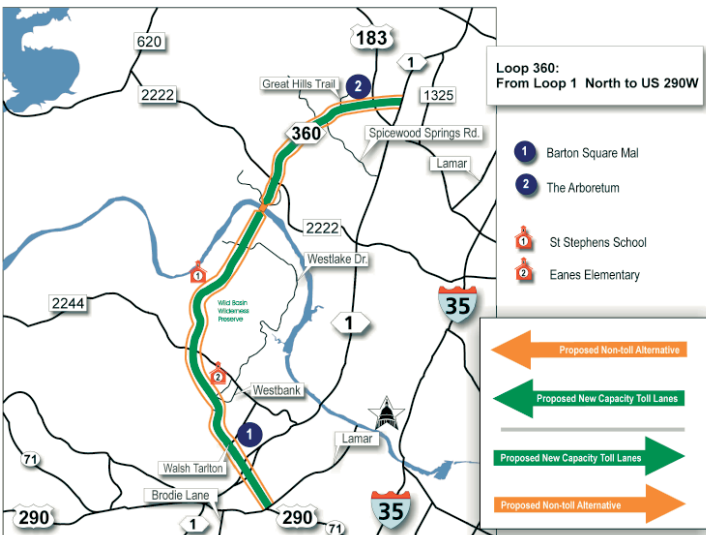 620
183
1
Great Hills Trail
2
2222
1325
360
Spicewood Springs Rd.
Lamar
2222
1
Westlake Dr.
2244
Wild Basin
Wilderness
Preserve
35
1
2
Westbank
1
Lamar
71
Walsh Tarlton
Brodie Lane
290
1
290
71
35
Loop 360:
From Loop 1 North to US 290W
1 Barton Square Mal
2 The Arboretum
1 St Stephens School
2 Eanes Elementary
Proposed Non-toll Alternative
Proposed New Capacity Toll Lanes
Proposed New Capacity Toll Lanes
Proposed Non-toll Alternative